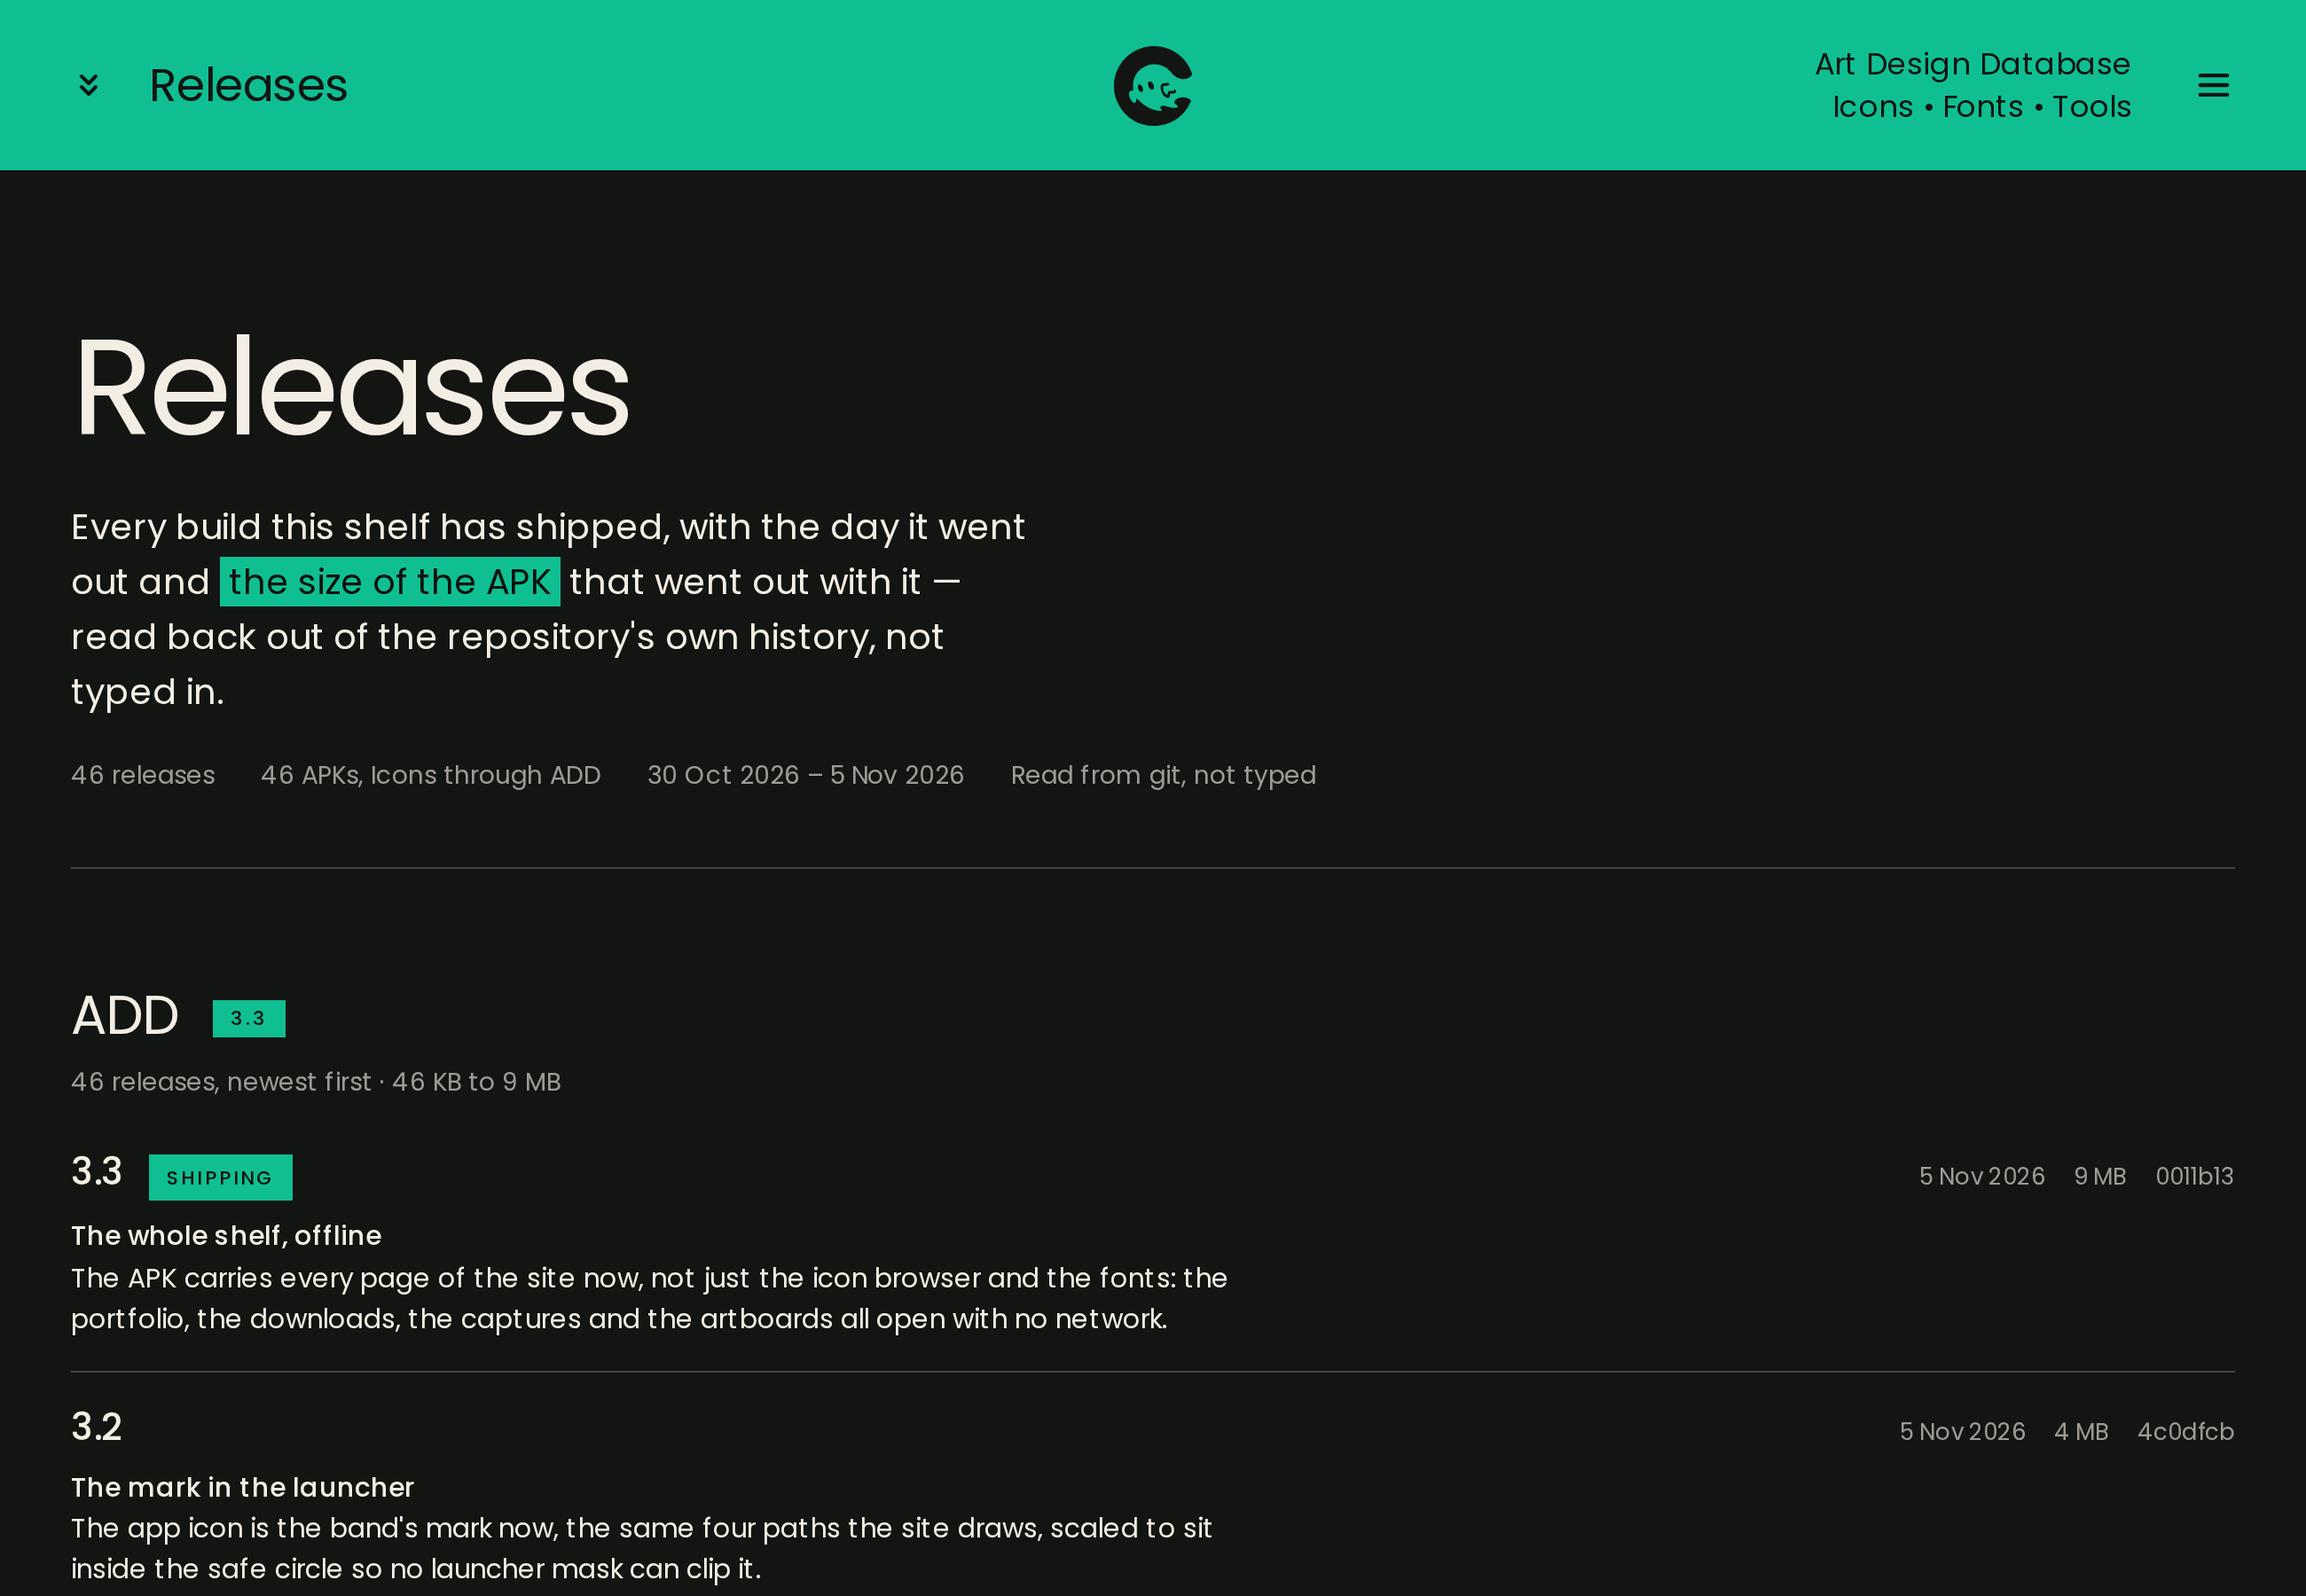 Releases
Art Design Database
Icons • Fonts • Tools
Releases
Every build this shelf has shipped, with the day it went
out and the size of the APK that went out with it —
read back out of the repository's own history, not
typed in.
46 releases 46 APKs, Icons through ADD 30 Oct 2026 – 5 Nov 2026 Read from git, not typed
ADD 3.3
46 releases, newest first · 46 KB to 9 MB
3.3 SHIPPING 5 Nov 2026 9 MB 0011b13
The whole shelf, offline
The APK carries every page of the site now, not just the icon browser and the fonts: the
portfolio, the downloads, the captures and the artboards all open with no network.
3.2 5 Nov 2026 4 MB 4c0dfcb
The mark in the launcher
The app icon is the band's mark now, the same four paths the site draws, scaled to sit
inside the safe circle so no launcher mask can clip it.